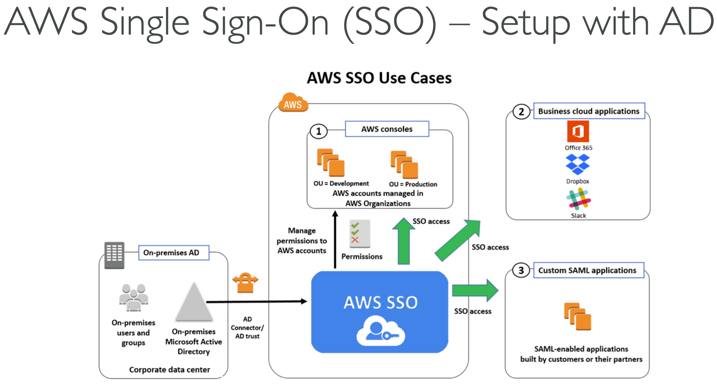 AWS Single Sign-On (SSO) – Setup with AD
AWS SSO Use Cases
AWS
1
AWS consoles
OU = Development
OU = Production
AWS accounts managed in
AWS Organizations
2
Business cloud applications
Office 365
Dropbox
Slack
Manage
permissions to
AWS accounts
Permissions
SSO access
SSO access
On-premises AD
On-premises
users and
groups
On-premises
Microsoft Active
Directory
Corporate data center
AD
Connector/
AD trust
AWS SSO
SSO access
3
Custom SAML applications
SAML-enabled applications
built by customers or their partners